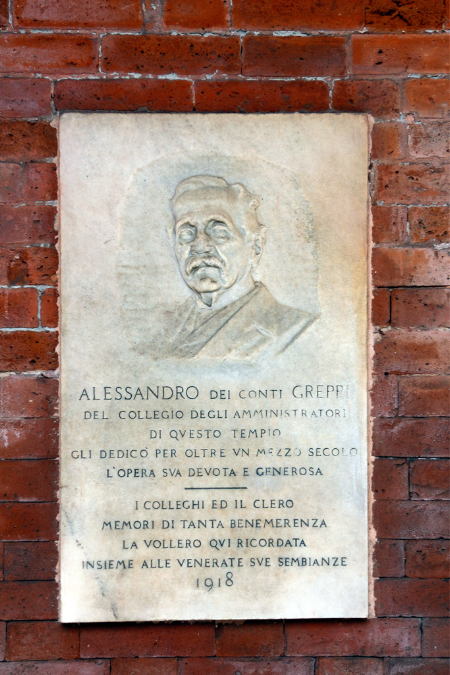 ALESSANDRO DEI CONTI GREPPI
DEL COLLEGIO DEGLI AMMINISTRATORI
DI QVESTO TEMPIO
GLI DEDICO' PER OLTRE VN MEZZO SECOLO
L'OPERA SVA DEVOTA E GENEROSA
I COLLEGHI ED IL CLERO
MEMORI DI TANTA BENEMERENZA
LA VOLLERO QVI RICORDATA
INSIEME ALLE VENERATE SVE SEMBIANZE
1918